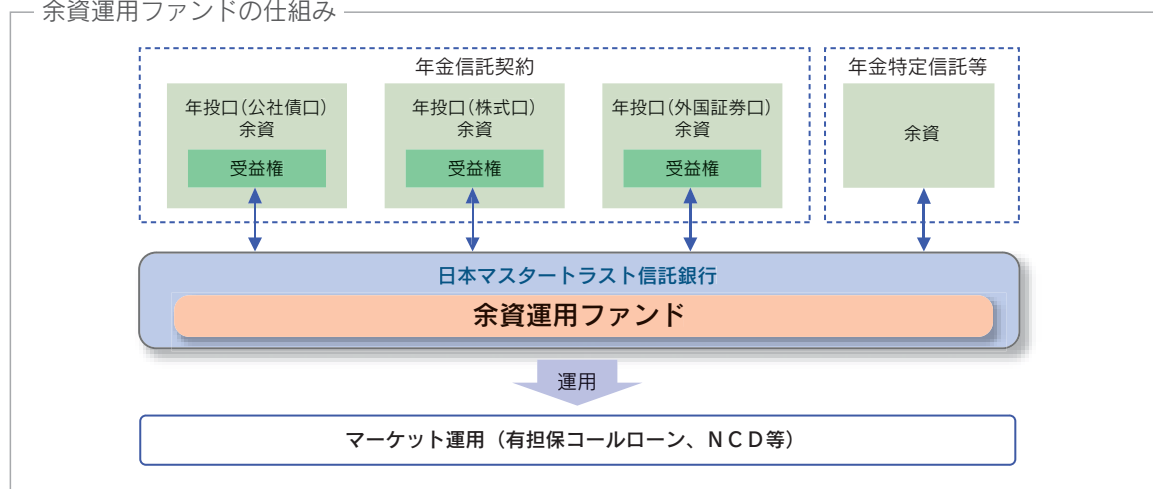 余資運用ファンドの仕組み
年金信託契約
年投口(公社債口)
余資
受益権
年投口(株式口)
余資
受益権
年投口(外国証券口)
余資
受益権
年金特定信託等
余資
日本マスタートラスト信託銀行
余資運用ファンド
運用
マーケット運用（有担保コールローン、ＮＣＤ等）